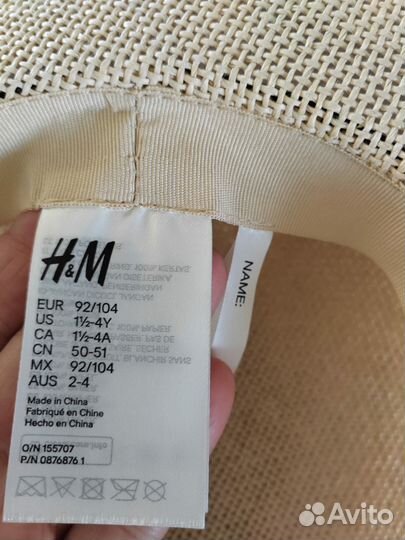 H&M
EUR 92/104
US 1½-4Y
CA 1½-4A
CN 50-51
MX 92/104
AUS 2-4
Made in China
Fabriqué en Chine
Hecho en China
O/N 155707
P/N 0876876 1
NAME:
Avito